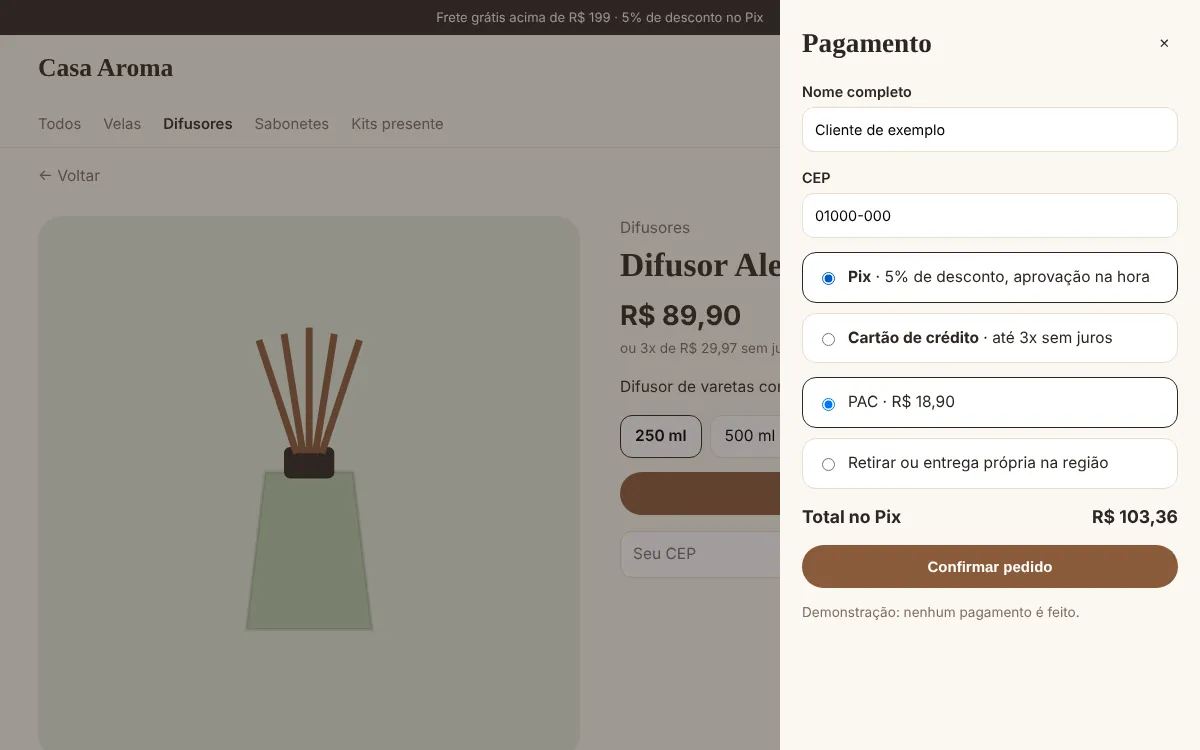 Frete grátis acima de R$ 199 · 5% de desconto no Pix
Casa Aroma
Todos Velas Difusores Sabonetes Kits presente
← Voltar
Difusores
Difusor
R$ 89,90
ou 3x de R$ 29,97 sem
Difusor de varetas
250 ml 500 ml
Seu CEP
Pagamento
×
Nome completo
Cliente de exemplo
CEP
01000-000
Pix · 5% de desconto, aprovação na hora
Cartão de crédito · até 3x sem juros
PAC · R$ 18,90
Retirar ou entrega própria na região
Total no Pix R$ 103,36
Confirmar pedido
Demonstração: nenhum pagamento é feito.